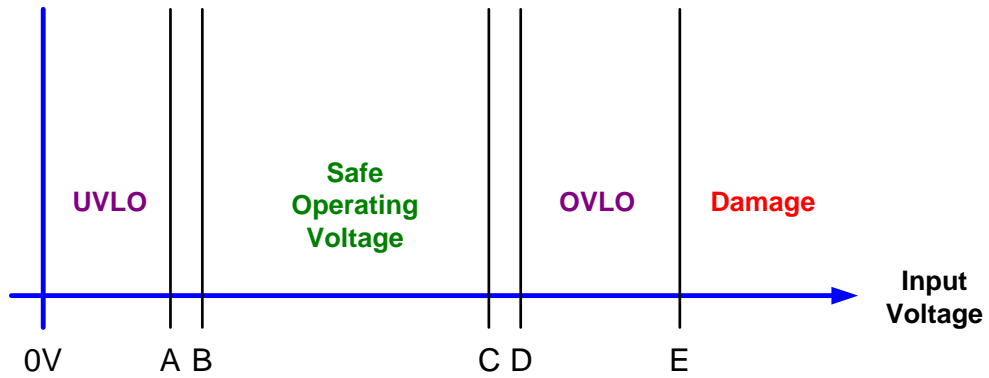 UVLO
Safe
Operating
Voltage
OVLO
Damage
Input
Voltage
0V
A
B
C
D
E